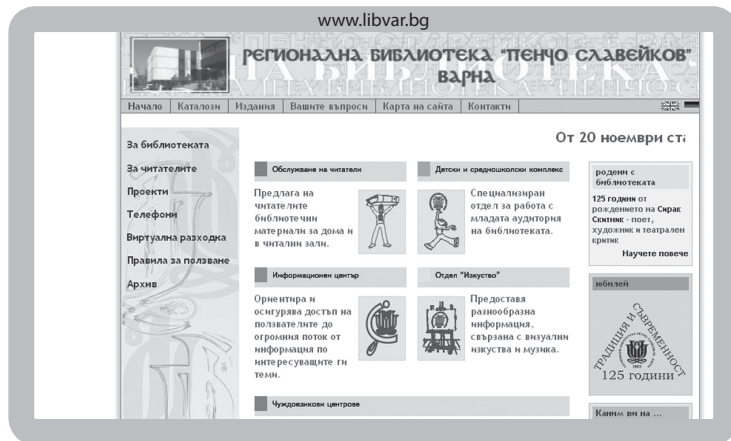 www.libvar.bg
РЕГИОНАЛНА БИБЛИОТЕКА "ПЕНЧО СЛАВЕЙКОВ"
ВАРНА
Начало
Каталози
Издания
Вашите въпроси
Карта на сайта
Контакти
За библиотеката
За читателите
Проекти
Телефони
Виртуална разходка
Правила за ползване
Архив
От 20 ноември ста
Обслужване на читатели
Предлага на
читателите
библиотечни
материали за дома и
в читални зали.
Детски и средношколски комплекс
Специализиран
отдел за работа с
младата аудитория
на библиотеката.
Информационен център
Ориентира и
осигурява достъп на
ползвателите до
огромния поток от
информация по
интересуващите ги
теми.
Отдел "Изкуство"
Предоставя
разнообразна
информация,
свързана с визуални
изкуства и музика.
Чуждоезикови центрове
родени с
библиотеката
125 години от
рождението на Сирак
Скитник - поет,
художник и театрален
критик
Научете повече
юбилей
ТРАДИЦИЯ И СЪВРЕМЕННОСТ
125 ГОДИНИ
Каним ви на ...